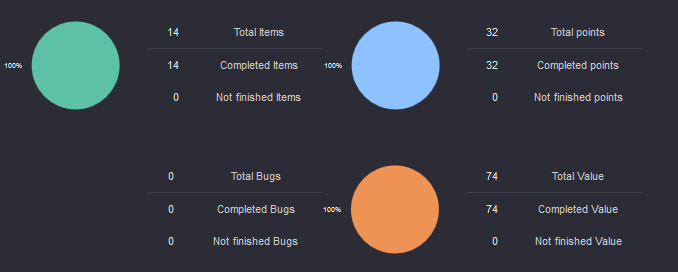 14 Total Items
100% 14 Completed Items
0 Not finished Items
32 Total points
100% 32 Completed points
0 Not finished points
0 Total Bugs
0 Completed Bugs
0 Not finished Bugs
74 Total Value
100% 74 Completed Value
0 Not finished Value